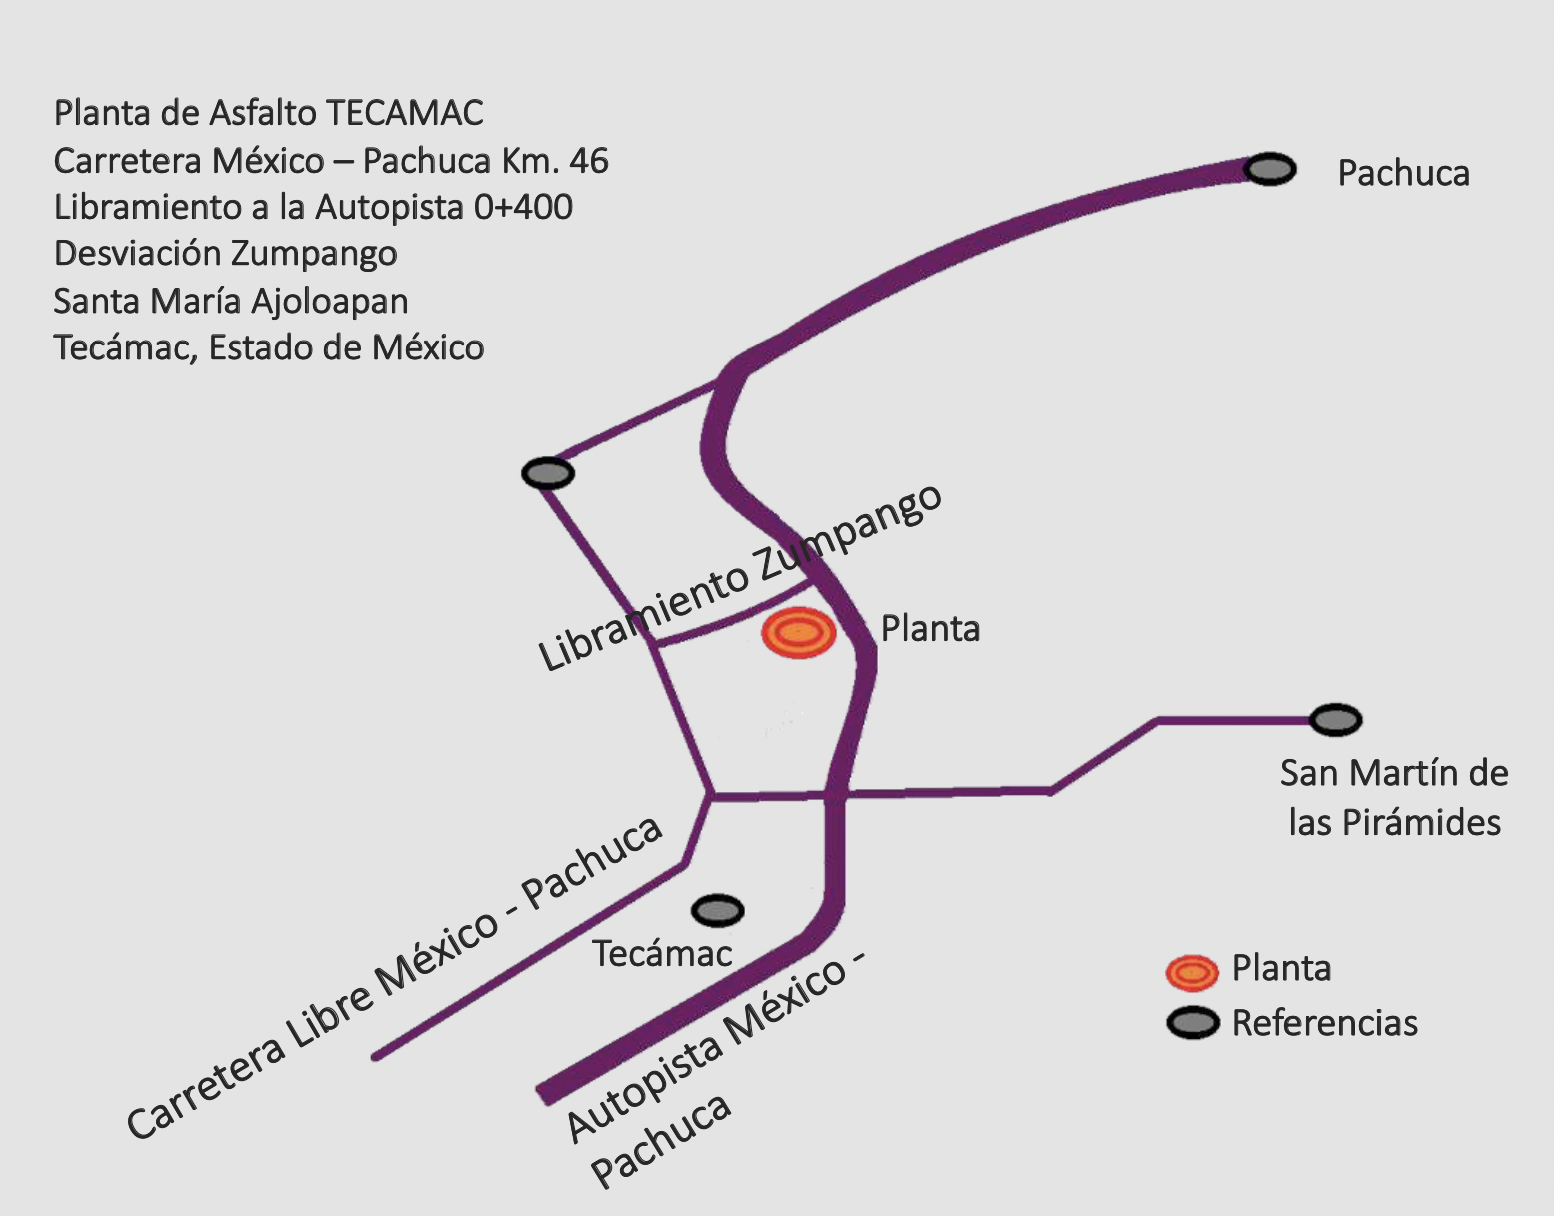 Planta de Asfalto TECAMAC
Carretera México – Pachuca Km. 46
Libramiento a la Autopista 0+400
Desviación Zumpango
Santa María Ajoloapan
Tecámac, Estado de México
Pachuca
Libramiento Zumpango
Planta
San Martín de
las Pirámides
Carretera Libre México - Pachuca
Tecámac
Autopista México -
Pachuca
Planta
Referencias